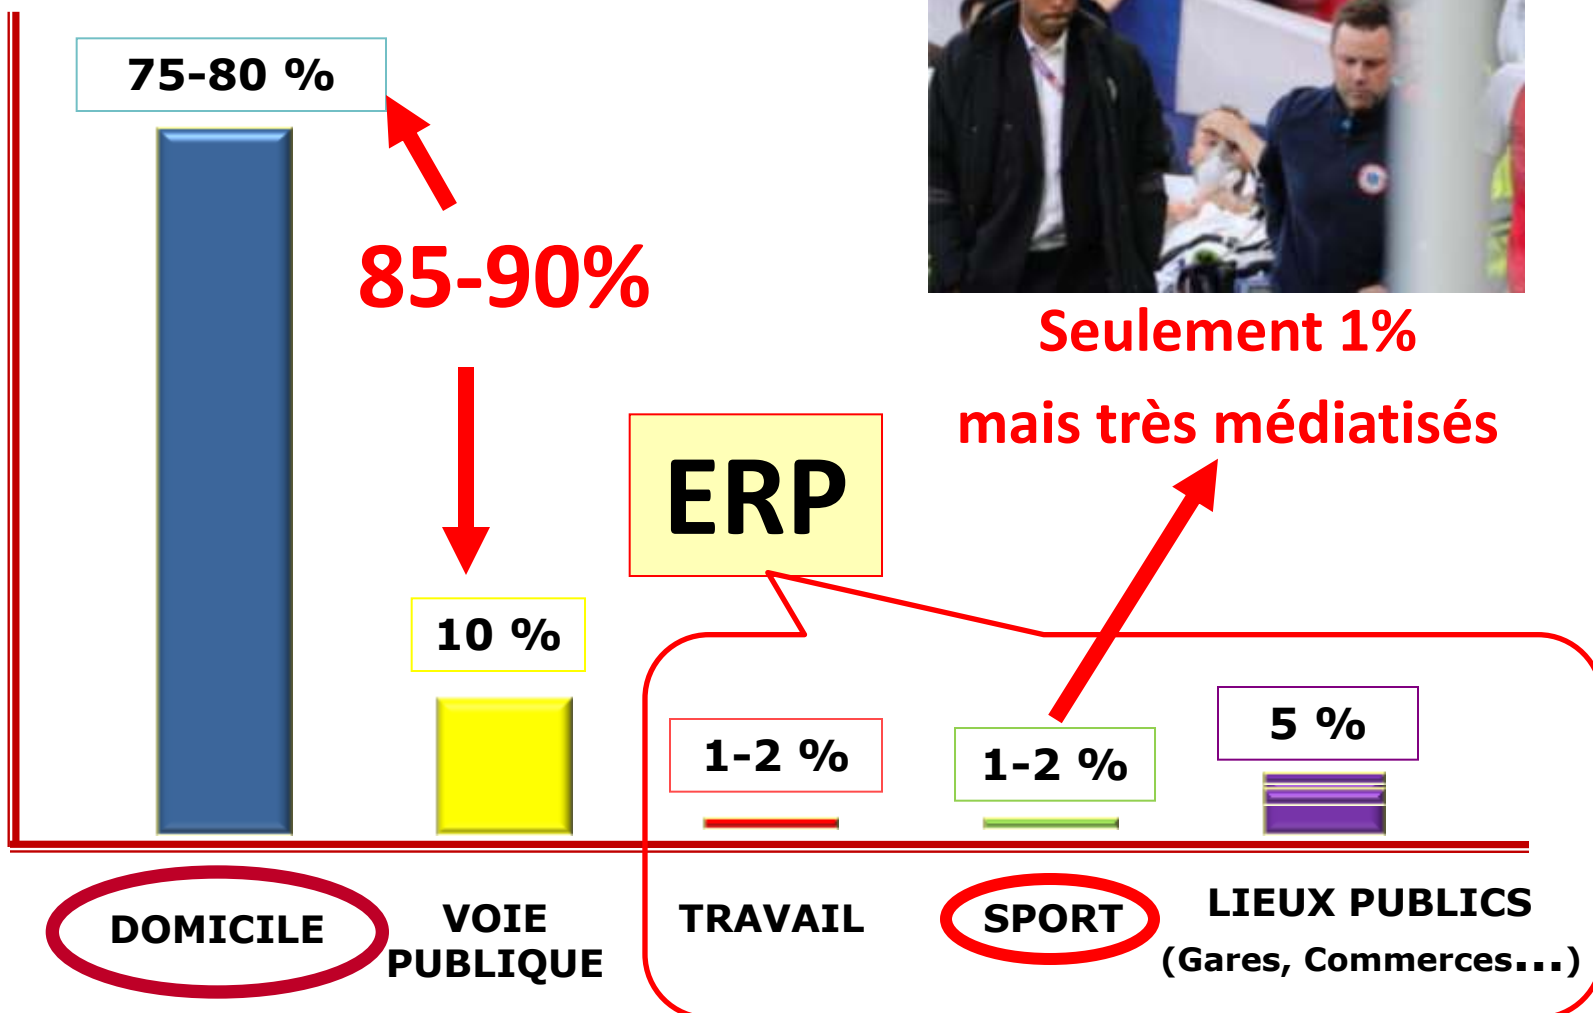 75-80 %
85-90%
Seulement 1%
mais très médiatisés
ERP
10 %
1-2 %
1-2 %
5 %
DOMICILE
VOIE
PUBLIQUE
TRAVAIL
SPORT
LIEUX PUBLICS
(Gares, Commerces...)